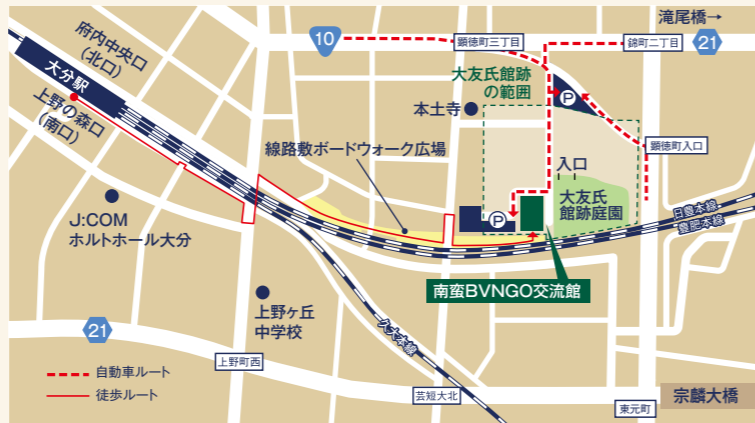 滝尾橋→
府内中央口
(北口)
10
顕徳町三丁目
錦町二丁目
21
大分駅
大友氏館跡
の範囲
P
上野の森口
(南口)
本土寺
顕徳町入口
線路敷ボードウォーク広場
入口
大友氏
館跡庭園
P
J:COM
ホルトホール大分
日豊本線
豊肥本線
南蛮BVNGO交流館
上野ヶ丘
中学校
21
久大本線
上野町西
自動車ルート
徒歩ルート
芸短大北
東元町
宗麟大橋